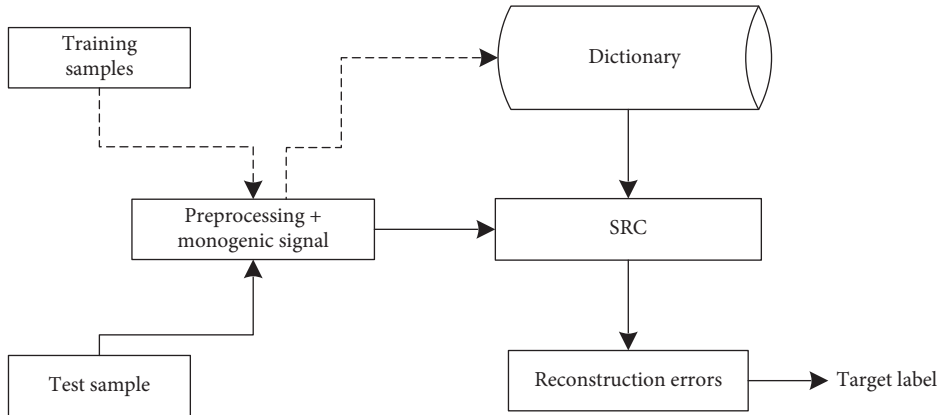 Training
samples
Dictionary
Preprocessing +
monogenic signal
SRC
Test sample
Reconstruction errors
Target label